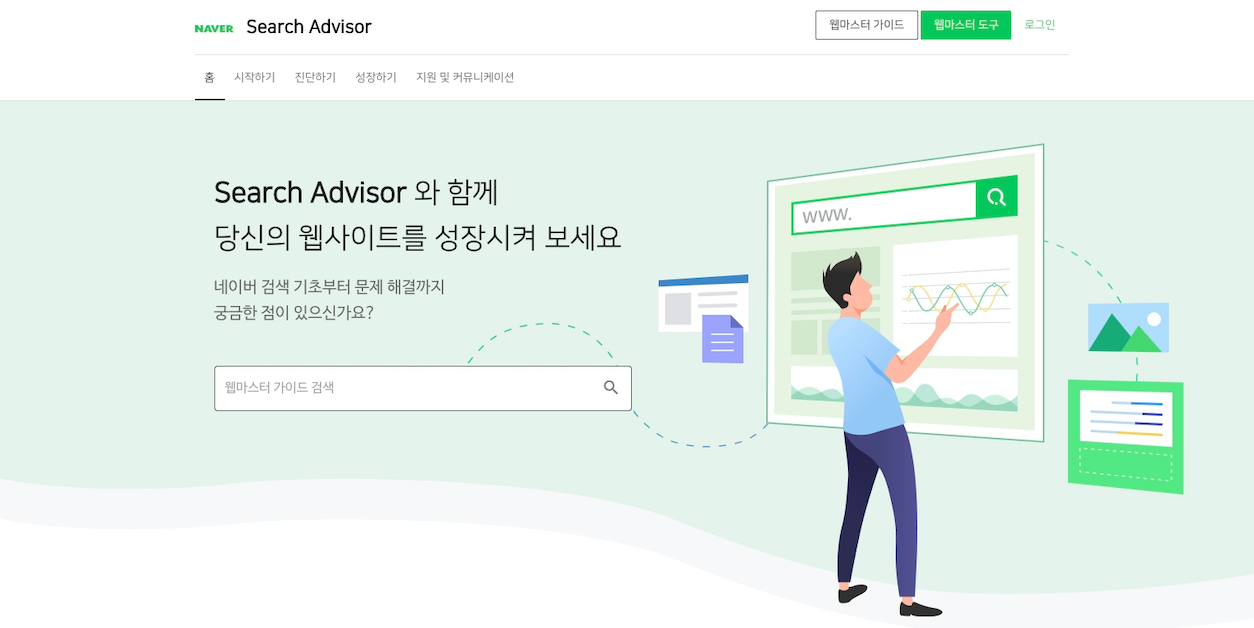 NAVER Search Advisor
웹마스터 가이드
웹마스터 도구
로그인
홈 시작하기 진단하기 성장하기 지원 및 커뮤니케이션
Search Advisor 와 함께
당신의 웹사이트를 성장시켜 보세요
네이버 검색 기초부터 문제 해결까지
궁금한 점이 있으신가요?
웹마스터 가이드 검색
www.